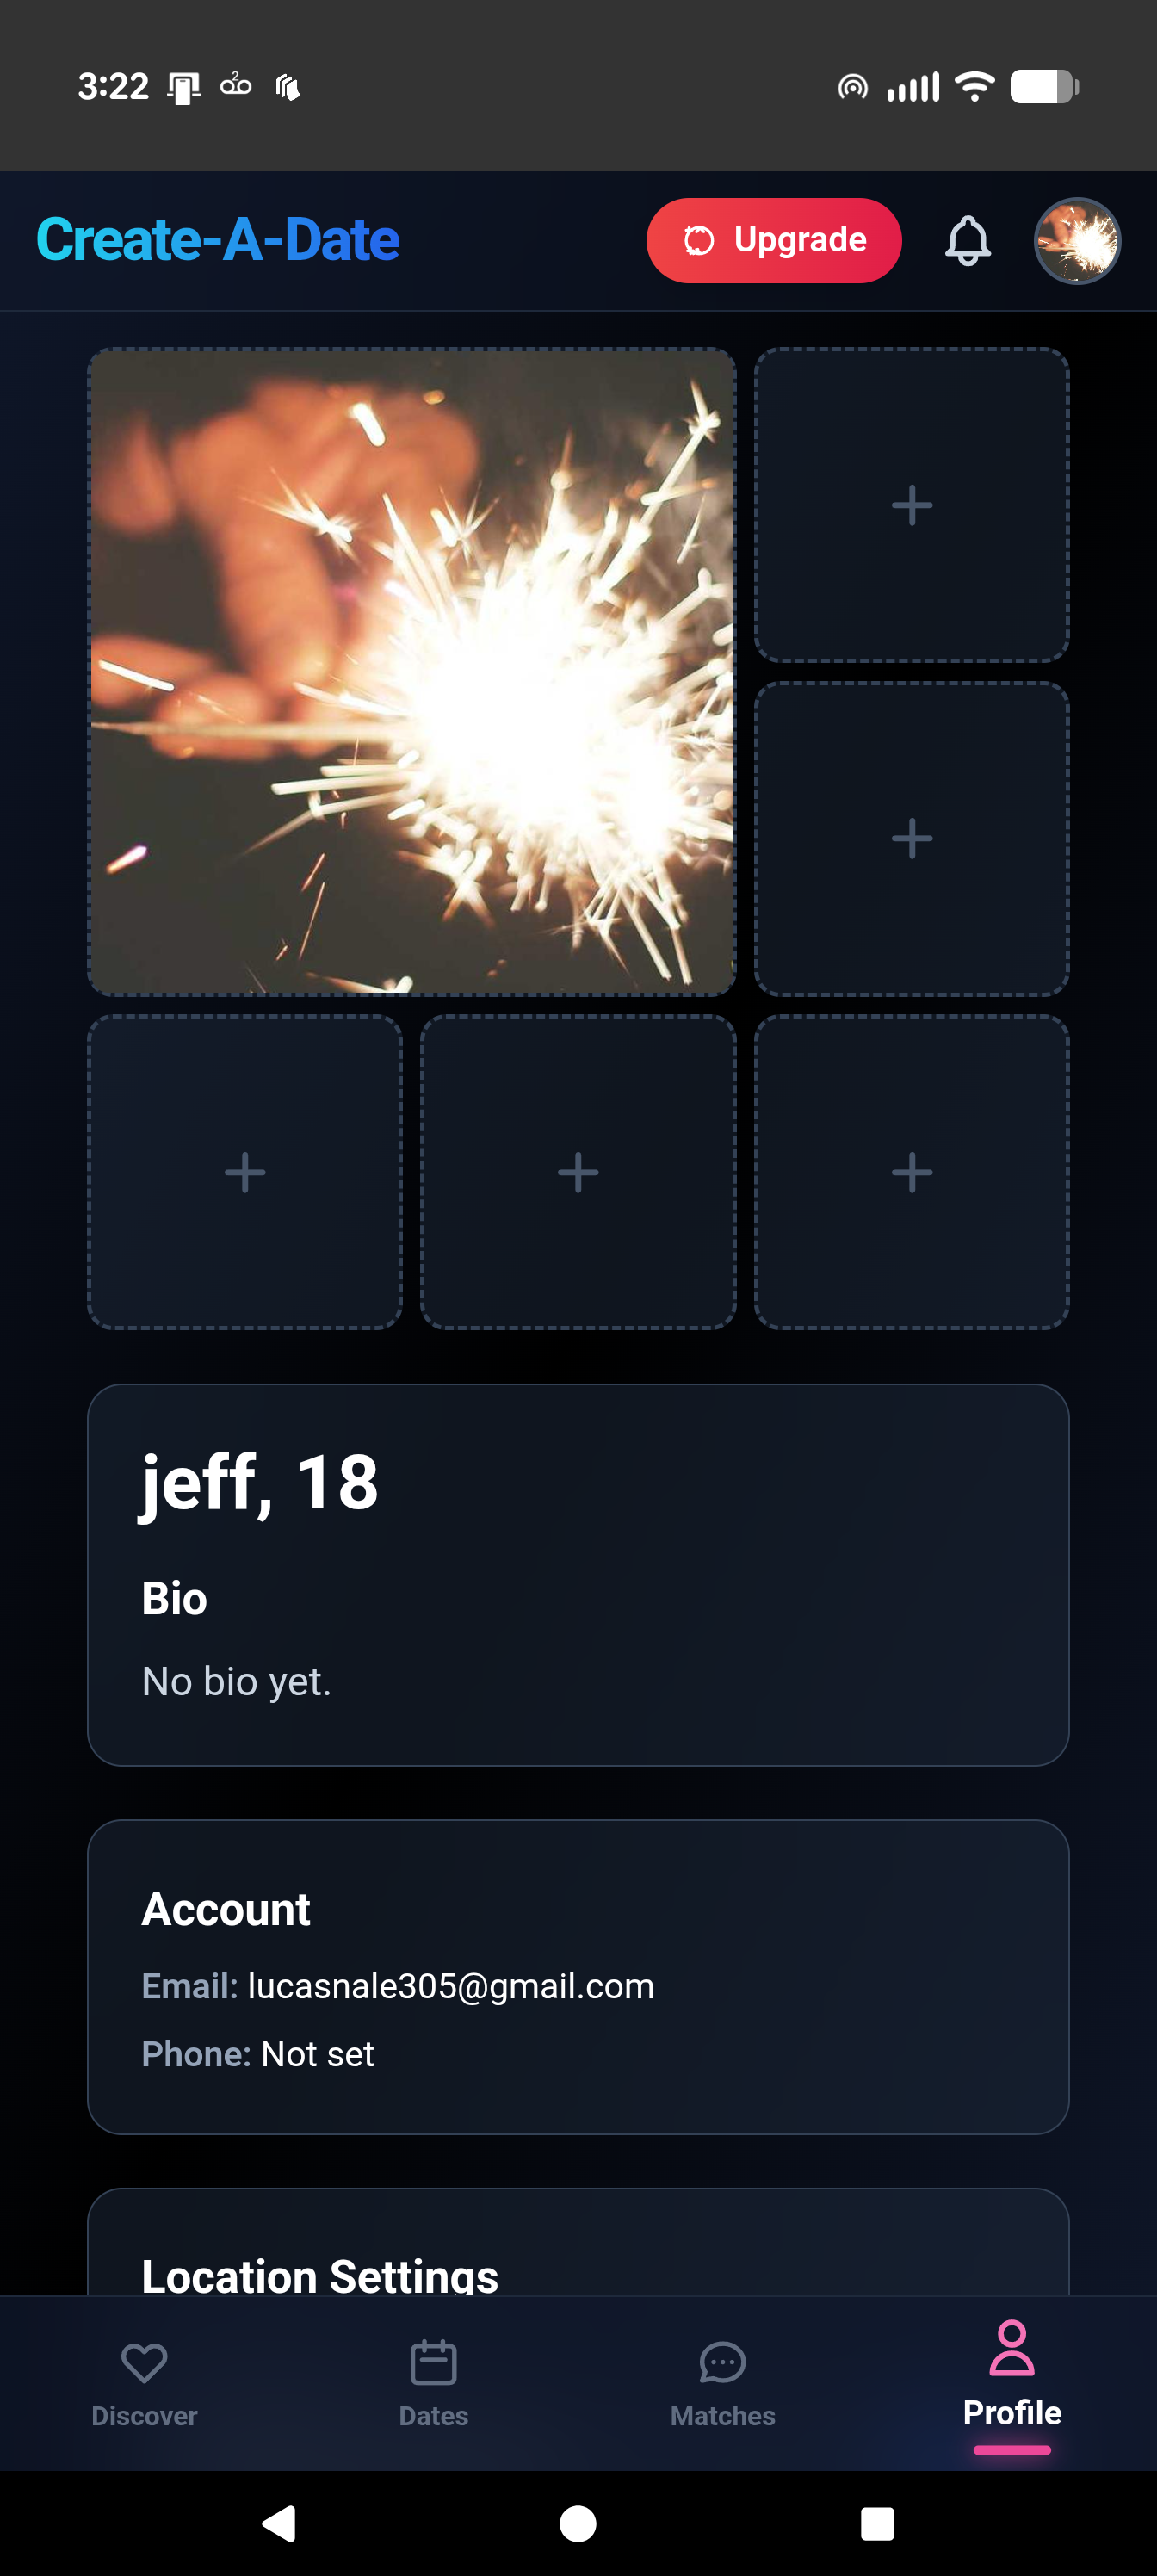 3:22
2
Create-A-Date
Upgrade
jeff, 18
Bio
No bio yet.
Account
Email: lucasnale305@gmail.com
Phone: Not set
Location Settings
Discover
Dates
Matches
Profile